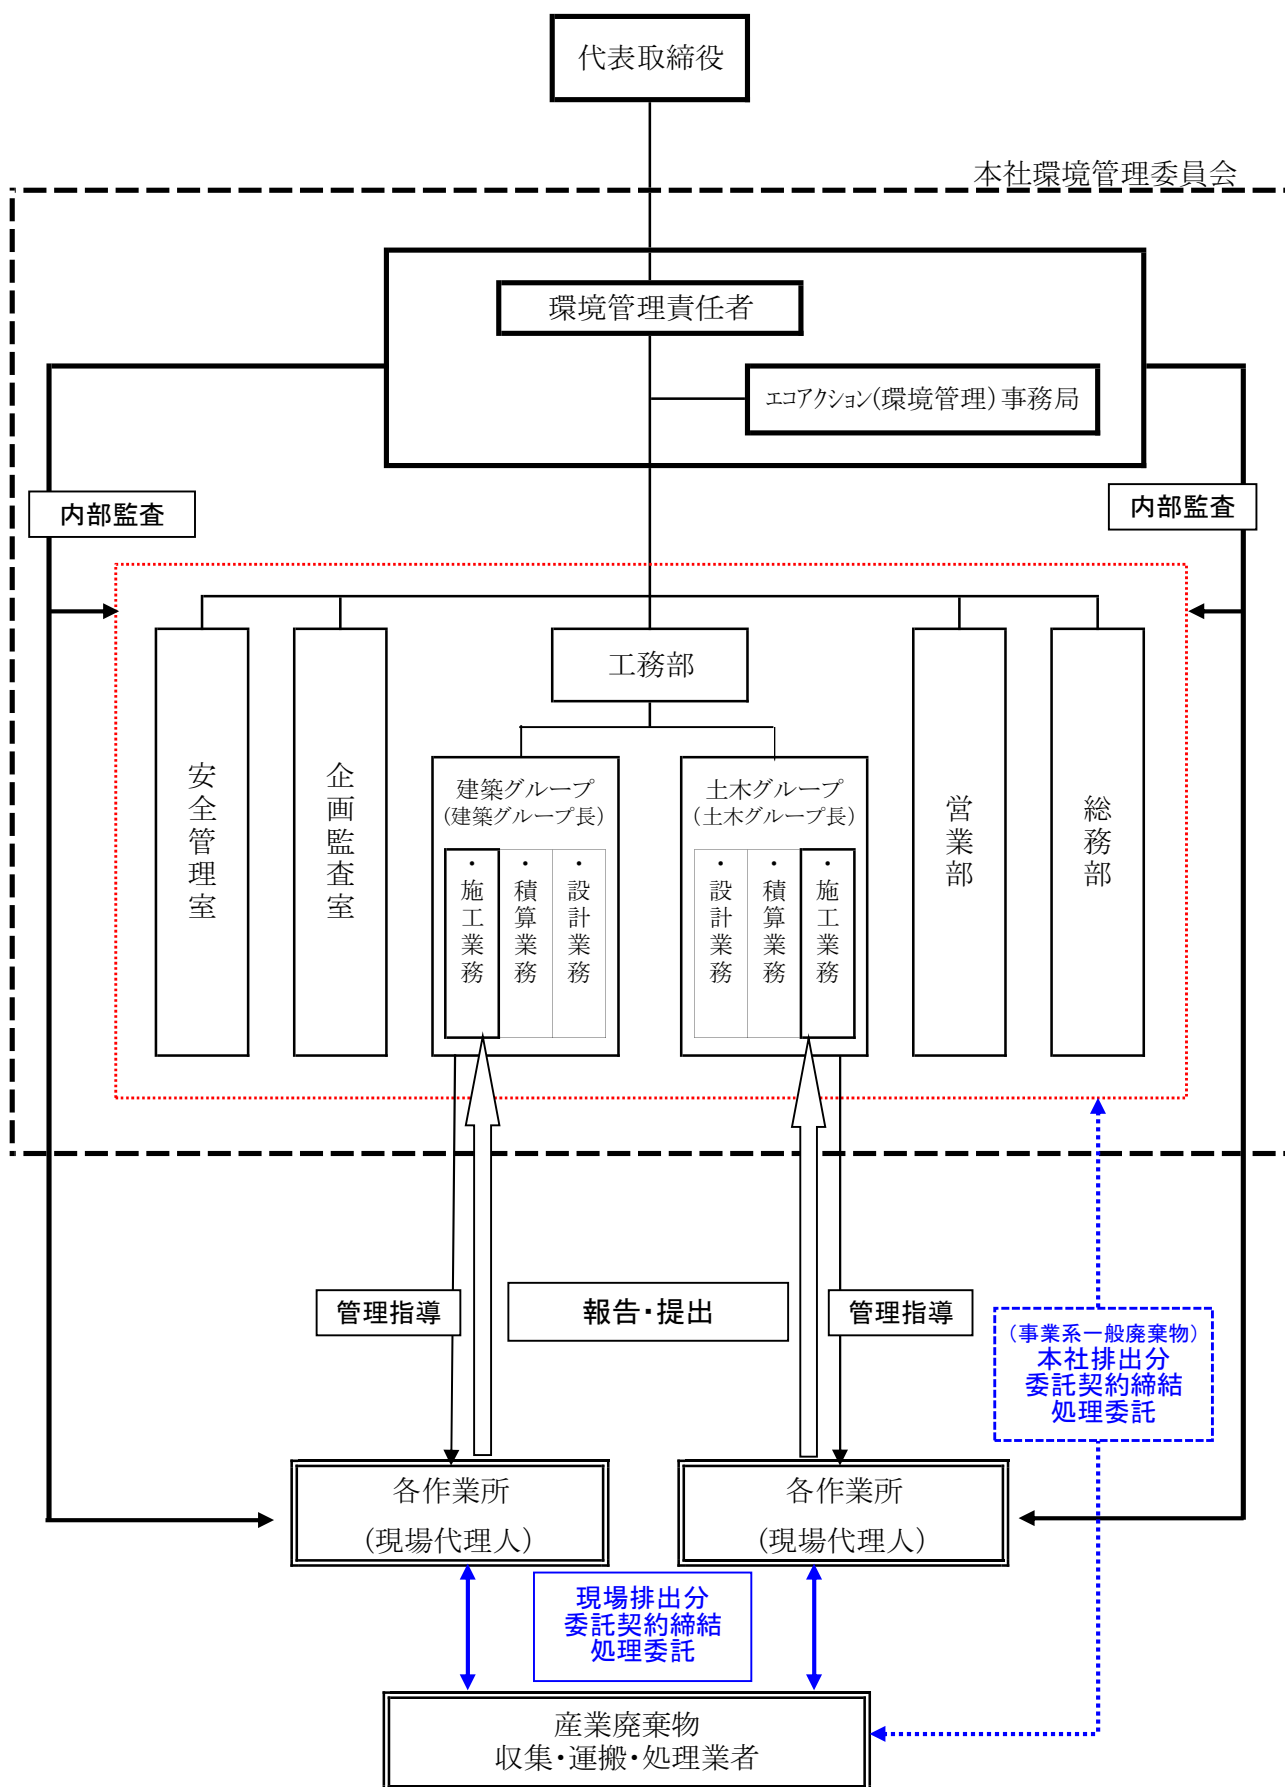 代表取締役
本社環境管理委員会
環境管理責任者
エコアクション(環境管理)事務局
内部監査
内部監査
工務部
安全管理室
企画監査室
建築グループ
(建築グループ長)
・施工業務
・積算業務
・設計業務
土木グループ
(土木グループ長)
・設計業務
・積算業務
・施工業務
営業部
総務部
管理指導
報告・提出
管理指導
(事業系一般廃棄物)
本社排出分
委託契約締結
処理委託
各作業所
(現場代理人)
各作業所
(現場代理人)
現場排出分
委託契約締結
処理委託
産業廃棄物
収集・運搬・処理業者